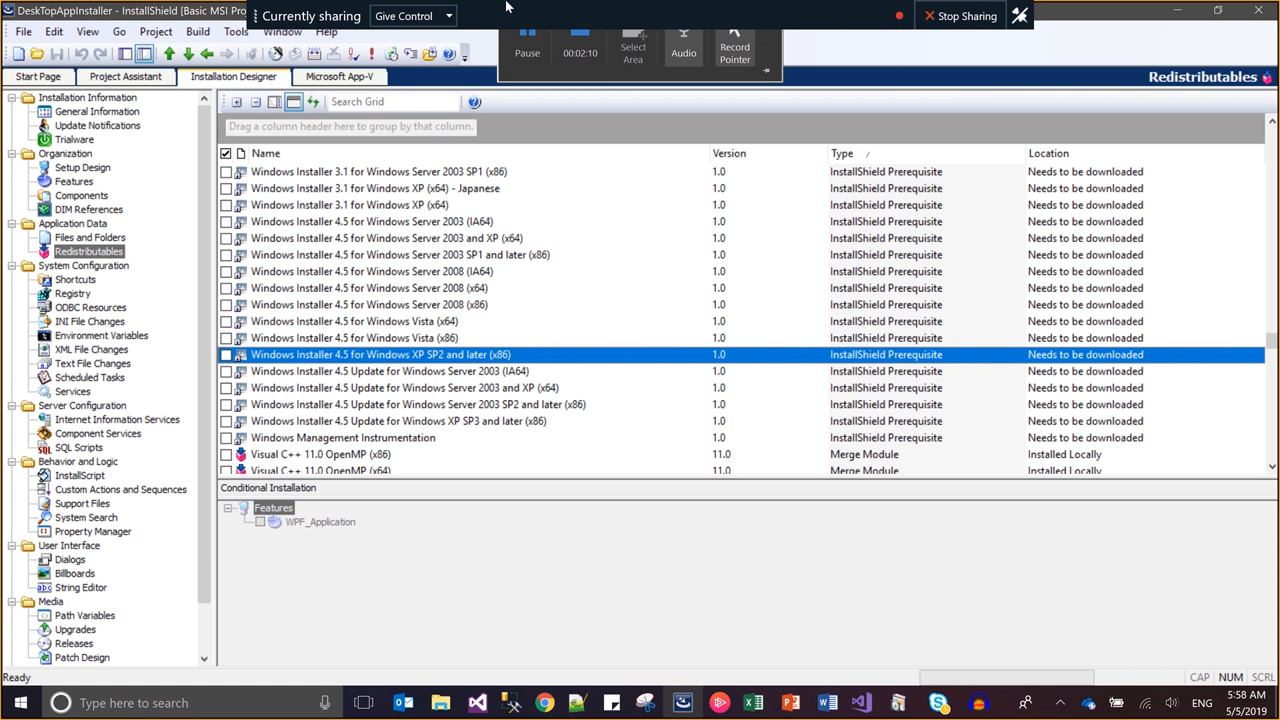 DeskTopAppInstaller - InstallShield [Basic MSI Pro
Currently sharing
Give Control
Stop Sharing
File Edit View Go Project Build Tools Window Help
Pause
00:02:10
Select Area
Audio
Record Pointer
Start Page
Project Assistant
Installation Designer
Microsoft App-V
Redistributables
Search Grid
Drag a column header here to group by that column.
Installation Information
General Information
Update Notifications
Trialware
Organization
Setup Design
Features
Components
DIM References
Application Data
Files and Folders
Redistributables
System Configuration
Shortcuts
Registry
ODBC Resources
INI File Changes
Environment Variables
XML File Changes
Text File Changes
Scheduled Tasks
Services
Server Configuration
Internet Information Services
Component Services
SQL Scripts
Behavior and Logic
InstallScript
Custom Actions and Sequences
Support Files
System Search
Property Manager
User Interface
Dialogs
Billboards
String Editor
Media
Path Variables
Upgrades
Releases
Patch Design
Name Version Type Location
Windows Installer 3.1 for Windows Server 2003 SP1 (x86) 1.0 InstallShield Prerequisite Needs to be downloaded
Windows Installer 3.1 for Windows XP (x64) - Japanese 1.0 InstallShield Prerequisite Needs to be downloaded
Windows Installer 3.1 for Windows XP (x64) 1.0 InstallShield Prerequisite Needs to be downloaded
Windows Installer 4.5 for Windows Server 2003 (IA64) 1.0 InstallShield Prerequisite Needs to be downloaded
Windows Installer 4.5 for Windows Server 2003 and XP (x64) 1.0 InstallShield Prerequisite Needs to be downloaded
Windows Installer 4.5 for Windows Server 2003 SP1 and later (x86) 1.0 InstallShield Prerequisite Needs to be downloaded
Windows Installer 4.5 for Windows Server 2008 (IA64) 1.0 InstallShield Prerequisite Needs to be downloaded
Windows Installer 4.5 for Windows Server 2008 (x64) 1.0 InstallShield Prerequisite Needs to be downloaded
Windows Installer 4.5 for Windows Server 2008 (x86) 1.0 InstallShield Prerequisite Needs to be downloaded
Windows Installer 4.5 for Windows Vista (x64) 1.0 InstallShield Prerequisite Needs to be downloaded
Windows Installer 4.5 for Windows Vista (x86) 1.0 InstallShield Prerequisite Needs to be downloaded
Windows Installer 4.5 for Windows XP SP2 and later (x86) 1.0 InstallShield Prerequisite Needs to be downloaded
Windows Installer 4.5 Update for Windows Server 2003 (IA64) 1.0 InstallShield Prerequisite Needs to be downloaded
Windows Installer 4.5 Update for Windows Server 2003 and XP (x64) 1.0 InstallShield Prerequisite Needs to be downloaded
Windows Installer 4.5 Update for Windows Server 2003 SP2 and later (x86) 1.0 InstallShield Prerequisite Needs to be downloaded
Windows Installer 4.5 Update for Windows XP SP3 and later (x86) 1.0 InstallShield Prerequisite Needs to be downloaded
Windows Management Instrumentation 1.0 InstallShield Prerequisite Needs to be downloaded
Visual C++ 11.0 OpenMP (x86) 11.0 Merge Module Installed Locally
Visual C++ 11.0 OpenMP (x64) 11.0 Merge Module Installed Locally
Conditional Installation
Features
WPF_Application
Ready
CAP NUM SCRL
Type here to search
ENG
5:58 AM
5/5/2019